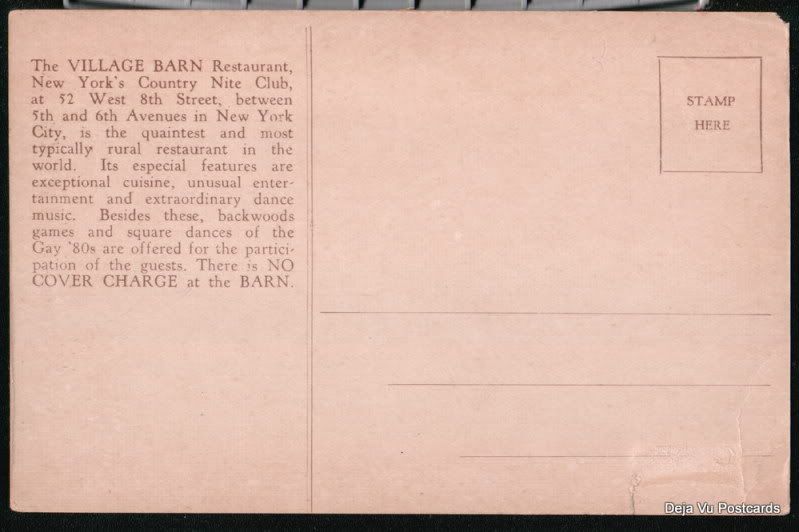 The VILLAGE BARN Restaurant,
New York's Country Nite Club,
at 52 West 8th Street, between
5th and 6th Avenues in New York
City, is the quaintest and most
typically rural restaurant in the
world. Its especial features are
exceptional cuisine, unusual enter-
tainment and extraordinary dance
music. Besides these, backwoods
games and square dances of the
Gay '80s are offered for the partici-
pation of the guests. There is NO
COVER CHARGE at the BARN.
STAMP
HERE
Deja Vu Postcards